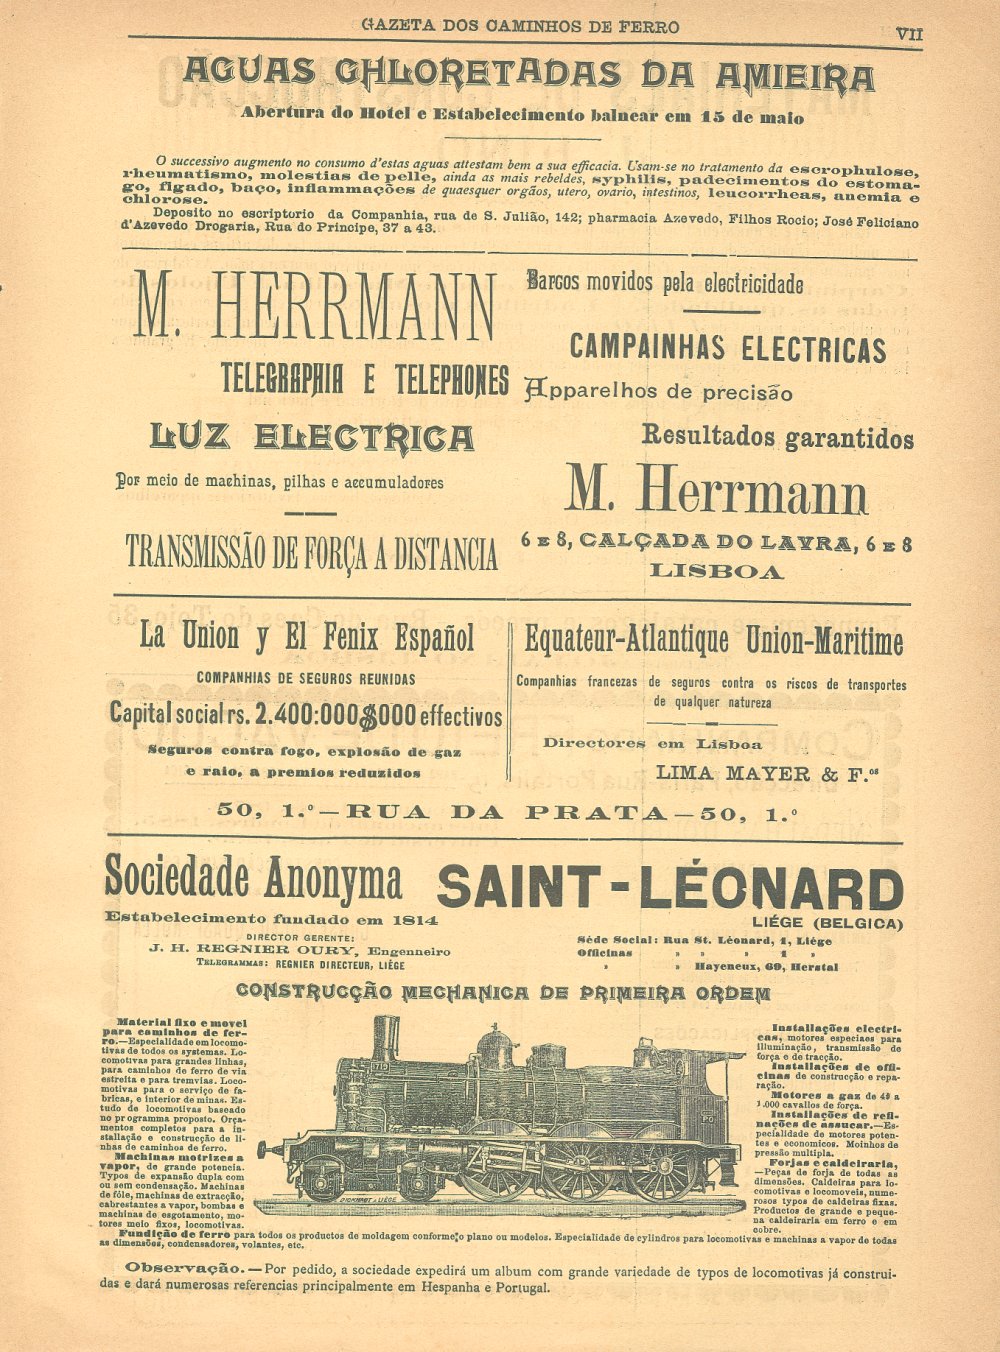 GAZETA DOS CAMINHOS DE FERRO
VII
AGUAS CHLORETADAS DA AMIEIRA
Abertura do Hotel e Estabelecimento balnear em 15 de maio
O successivo augmento no consumo d'estas aguas attestam bem a sua efficacia. Usam-se no tratamento da escrophulose,
rheumatismo, molestias de pelle, ainda as mais rebeldes, syphilis, padecimentos do estoma-
go, figado, baço, inflammações de quaesquer orgãos, utero, ovario, intestinos, leucorrheas, anemia e
chlorose.
Deposito no escriptorio da Companhia, rua de S. Julião, 142; pharmacia Azevedo, Filhos Rocio; José Feliciano
d'Azevedo Drogaria, Rua do Principe, 37 a 43.
M. HERRMANN
TELEGRAPHIA E TELEPHONES
LUZ ELECTRICA
Por meio de machinas, pilhas e accumuladores
TRANSMISSÃO DE FORÇA A DISTANCIA
Barcos movidos pela electricidade
CAMPAINHAS ELECTRICAS
Apparelhos de precisão
Resultados garantidos
M. Herrmann
6 E 8, CALÇADA DO LAVRA, 6 E 8
LISBOA
La Union y El Fenix Español
COMPANHIAS DE SEGUROS REUNIDAS
Capital social rs. 2.400:000$000 effectivos
Seguros contra fogo, explosão de gaz
e raio, a premios reduzidos
Equateur-Atlantique Union-Maritime
Companhias francezas de seguros contra os riscos de transportes
de qualquer natureza
Directores em Lisboa
LIMA MAYER & F.os
50, 1.º—RUA DA PRATA—50, 1.º
Sociedade Anonyma SAINT-LÉONARD
Estabelecimento fundado em 1814
LIÉGE (BELGICA)
DIRECTOR GERENTE:
J. H. REGNIER OURY, Engenneiro
TELEGRAMMAS: REGNIER DIRECTEUR, LIÉGE
Séde Social: Rua St. Léonard, 1, Liége
Officinas » » » 1 »
» » Hayeneux, 69, Herstal
CONSTRUCÇÃO MECHANICA DE PRIMEIRA ORDEM
Material fixo e movel
para caminhos de fer-
ro.—Especialidade em locomo-
tivas de todos os systemas. Lo-
comotivas para grandes linhas,
para caminhos de ferro de via
estreita e para tremvias. Loco-
motivas para o serviço de fa-
bricas, e interior de minas. Es-
tudo de locomotivas baseado
no programma proposto. Orça-
mentos completos para a in-
stallação e construcção de li-
nhas de caminhos de ferro.
Machinas motrizes a
vapor, de grande potencia.
Typos de expansão dupla com
ou sem condensação. Machinas
de fóle, machinas de extracção,
cabrestantes a vapor, bombas e
machinas de esgotamento, mo-
tores meio fixos, locomotivas.
719
PO
Installações electri-
cas, motores especiaes para
illuminação, transmissão de
força e de tracção.
Installações de offi-
cinas de construcção e repa-
ração.
Motores a gaz de 40 a
1.000 cavallos de força.
Installações de refi-
nações de assucar.—Es-
pecialidade de motores poten-
tes e economicos. Moinhos de
pressão multipla.
Forjas e caldeiraria,
—Peças de forja de todas as
dimensões. Caldeiras para lo-
comotivas e locomoveis, nume-
rosos typos de caldeiras fixas.
Productos de grande e peque-
na caldeiraria em ferro e em
cobre.
Fundição de ferro para todos os productos de moldagem conforme o plano ou modelos. Especialidade de cylindros para locomotivas e machinas a vapor de todas
as dimensões, condensadores, volantes, etc.
Observação.—Por pedido, a sociedade expedirá um album com grande variedade de typos de locomotivas já construi-
das e dará numerosas referencias principalmente em Hespanha e Portugal.